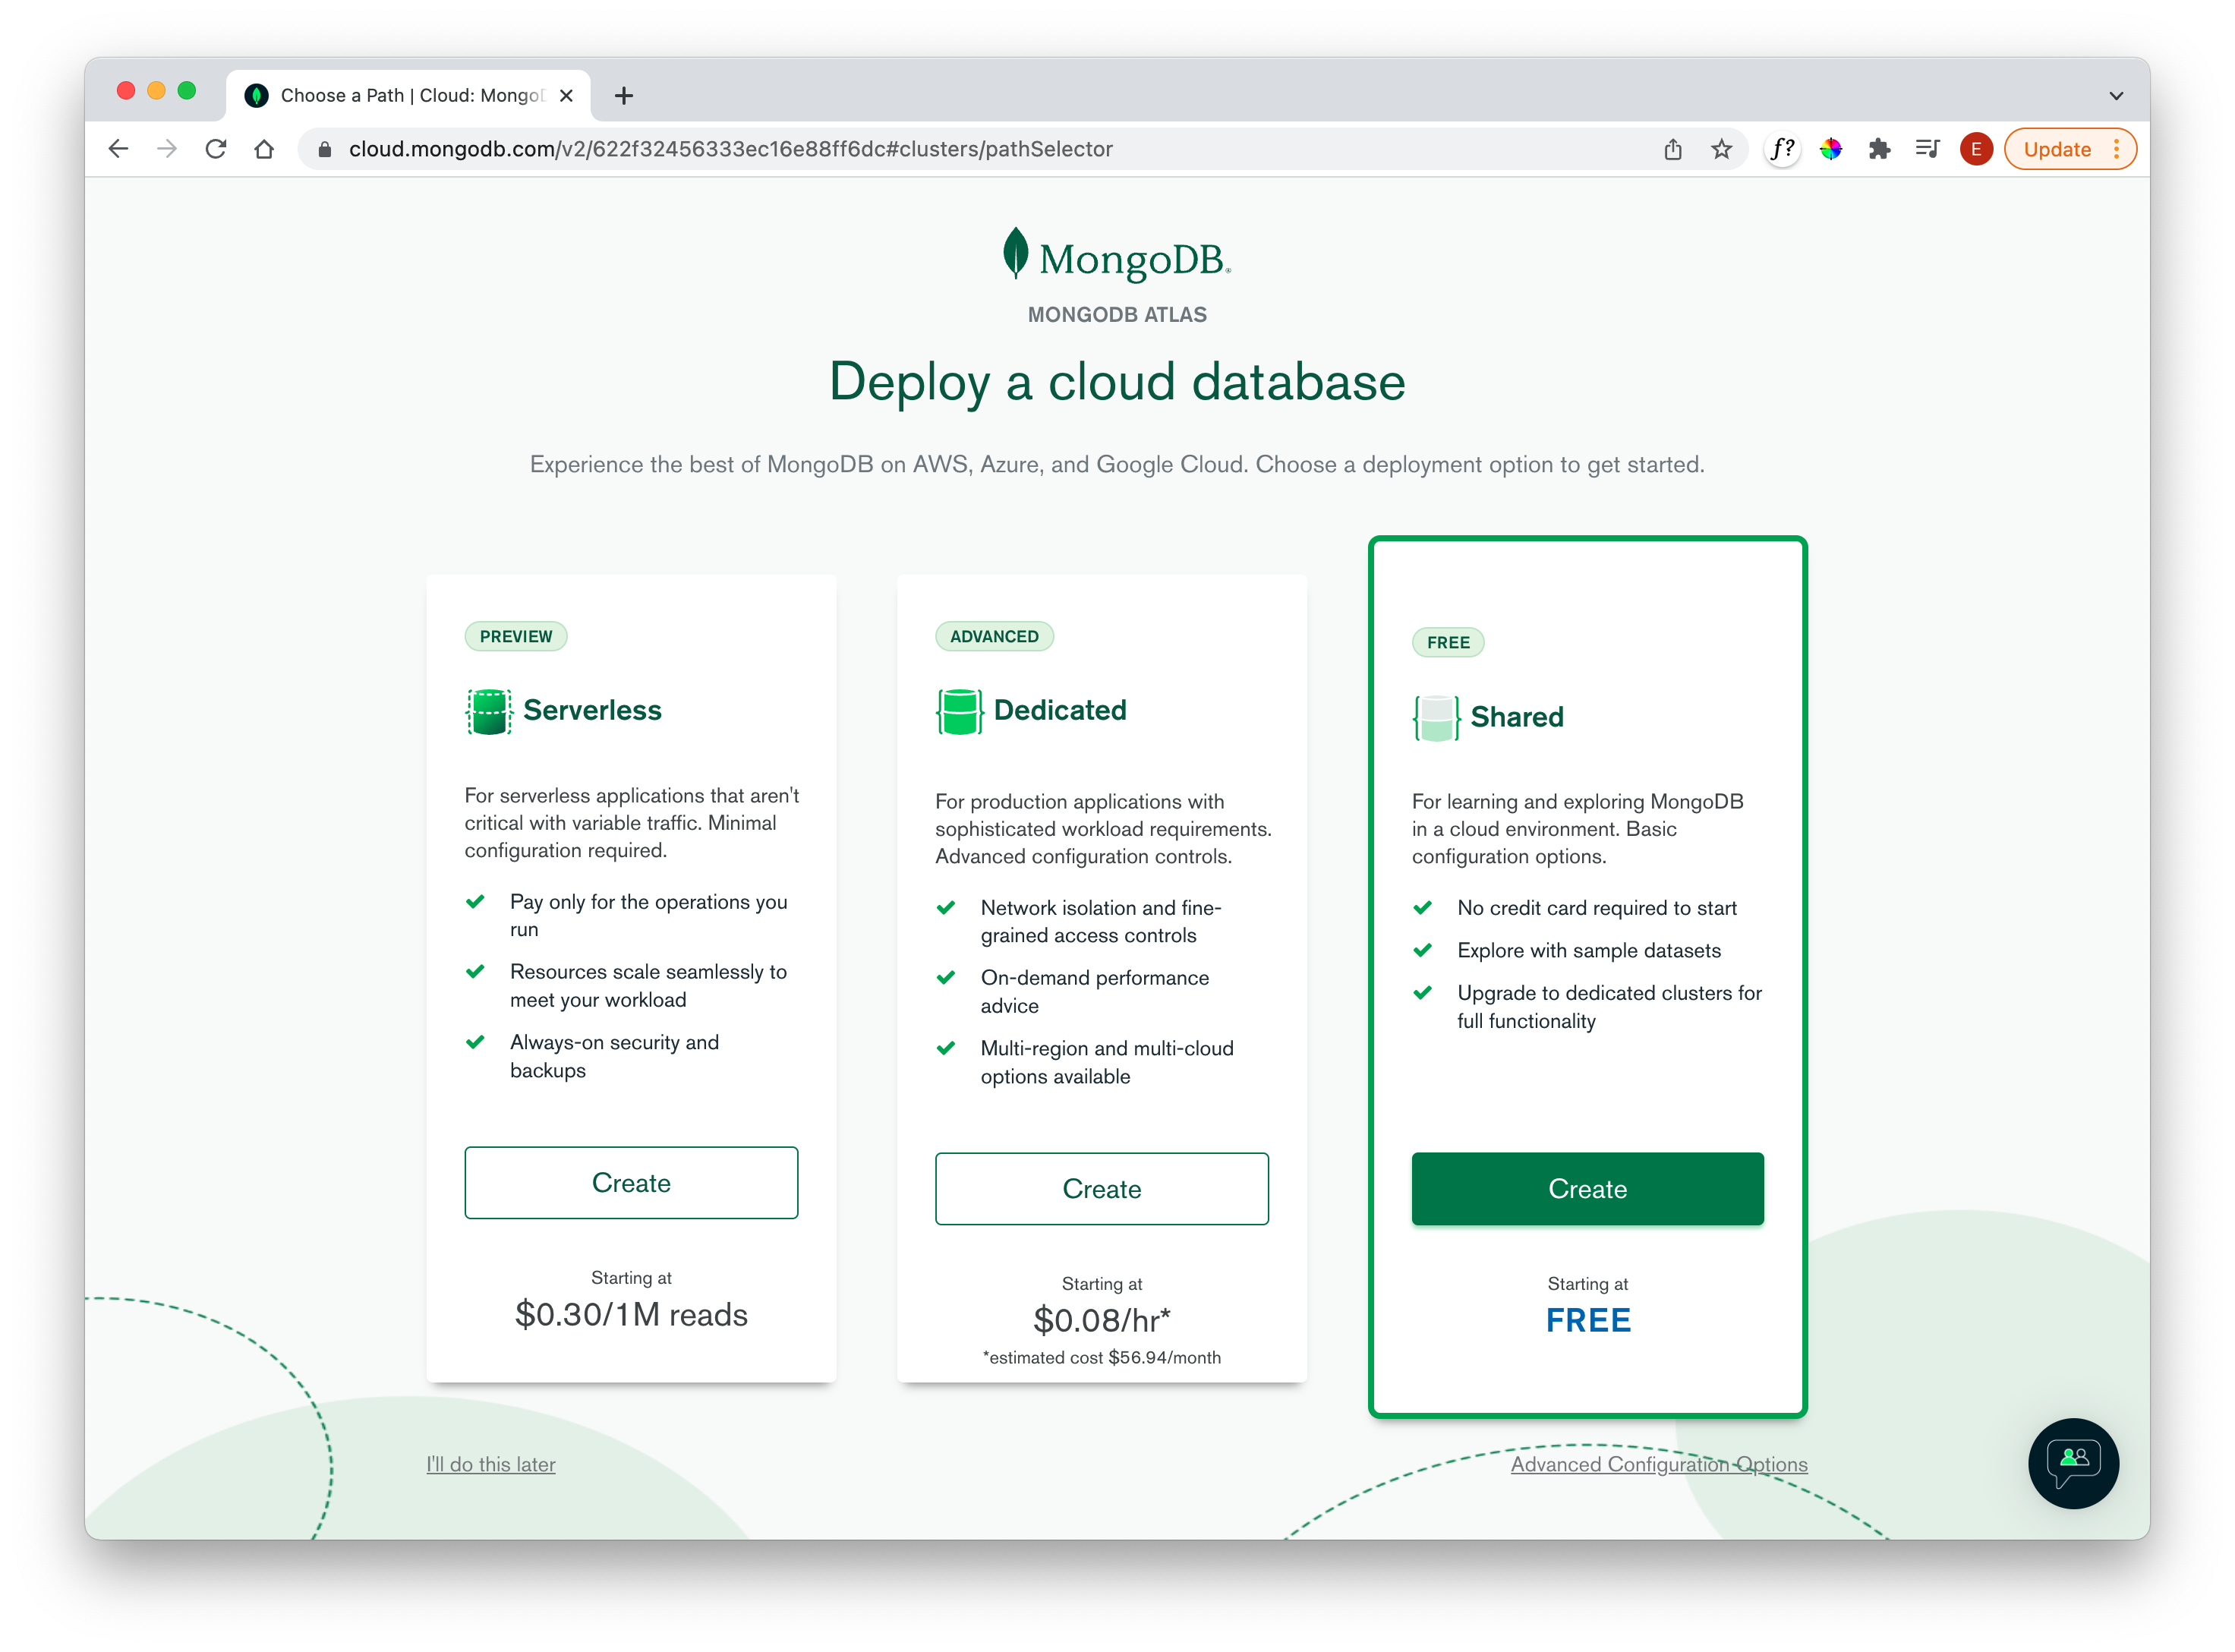 Choose a Path | Cloud: Mongo
cloud.mongodb.com/v2/622f32456333ec16e88ff6dc#clusters/pathSelector
f?
E
Update
MongoDB®
MONGODB ATLAS
Deploy a cloud database
Experience the best of MongoDB on AWS, Azure, and Google Cloud. Choose a deployment option to get started.
PREVIEW
Serverless
For serverless applications that aren't
critical with variable traffic. Minimal
configuration required.
Pay only for the operations you
run
Resources scale seamlessly to
meet your workload
Always-on security and
backups
Create
Starting at
$0.30/1M reads
ADVANCED
Dedicated
For production applications with
sophisticated workload requirements.
Advanced configuration controls.
Network isolation and fine-
grained access controls
On-demand performance
advice
Multi-region and multi-cloud
options available
Create
Starting at
$0.08/hr*
*estimated cost $56.94/month
FREE
Shared
For learning and exploring MongoDB
in a cloud environment. Basic
configuration options.
No credit card required to start
Explore with sample datasets
Upgrade to dedicated clusters for
full functionality
Create
Starting at
FREE
I'll do this later
Advanced Configuration Options